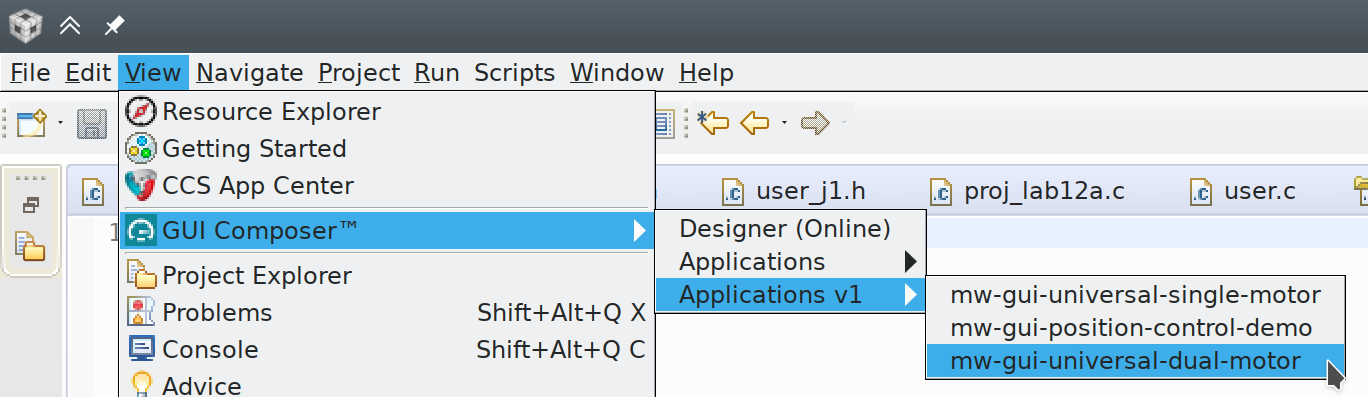 File Edit View Navigate Project Run Scripts Window Help
Resource Explorer
Getting Started
CCS App Center
GUI Composer™
Project Explorer
Problems Shift+Alt+Q X
Console Shift+Alt+Q C
Advice
.c
.h user_j1.h
.c proj_lab12a.c
.c user.c
1
Designer (Online)
Applications
Applications v1
mw-gui-universal-single-motor
mw-gui-position-control-demo
mw-gui-universal-dual-motor